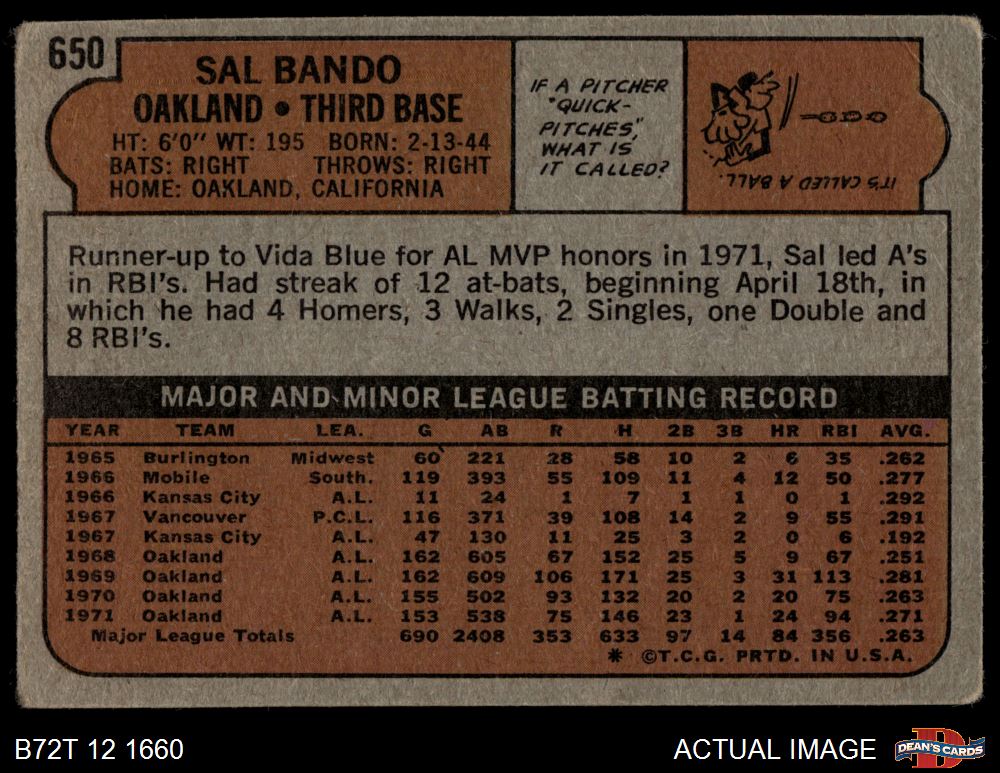 650
SAL BANDO
OAKLAND • THIRD BASE
HT: 6'0" WT: 195 BORN: 2-13-44
BATS: RIGHT THROWS: RIGHT
HOME: OAKLAND, CALIFORNIA
IF A PITCHER
"QUICK-
PITCHES",
WHAT IS
IT CALLED?
IT'S CALLED A BALL.
Runner-up to Vida Blue for AL MVP honors in 1971, Sal led A's
in RBI's. Had streak of 12 at-bats, beginning April 18th, in
which he had 4 Homers, 3 Walks, 2 Singles, one Double and
8 RBI's.
MAJOR AND MINOR LEAGUE BATTING RECORD
YEAR TEAM LEA. G AB R H 2B 3B HR RBI AVG.
1965 Burlington Midwest 60 221 28 58 10 2 6 35 .262
1966 Mobile South. 119 393 55 109 11 4 12 50 .277
1966 Kansas City A.L. 11 24 1 7 1 1 0 1 .292
1967 Vancouver P.C.L. 116 371 39 108 14 2 9 55 .291
1967 Kansas City A.L. 47 130 11 25 3 2 0 6 .192
1968 Oakland A.L. 162 605 67 152 25 5 9 67 .251
1969 Oakland A.L. 162 609 106 171 25 3 31 113 .281
1970 Oakland A.L. 155 502 93 132 20 2 20 75 .263
1971 Oakland A.L. 153 538 75 146 23 1 24 94 .271
Major League Totals 690 2408 353 633 97 14 84 356 .263
* ©T.C.G. PRTD. IN U.S.A.
B72T 12 1660
ACTUAL IMAGE
DEAN'S CARDS